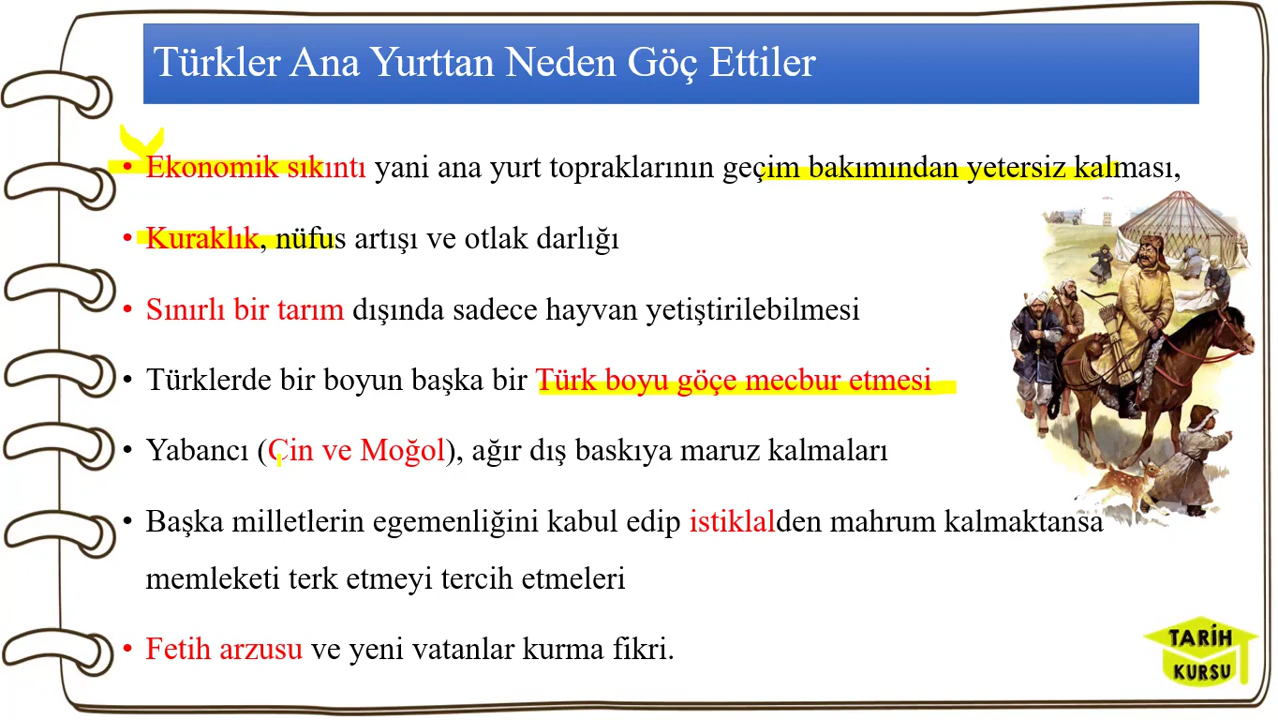 Türkler Ana Yurttan Neden Göç Ettiler
• Ekonomik sıkıntı yani ana yurt topraklarının geçim bakımından yetersiz kalması,
• Kuraklık, nüfus artışı ve otlak darlığı
• Sınırlı bir tarım dışında sadece hayvan yetiştirilebilmesi
• Türklerde bir boyun başka bir Türk boyu göçe mecbur etmesi
• Yabancı (Çin ve Moğol), ağır dış baskıya maruz kalmaları
• Başka milletlerin egemenliğini kabul edip istiklalden mahrum kalmaktansa
memleketi terk etmeyi tercih etmeleri
• Fetih arzusu ve yeni vatanlar kurma fikri.
TARİH
KURSU